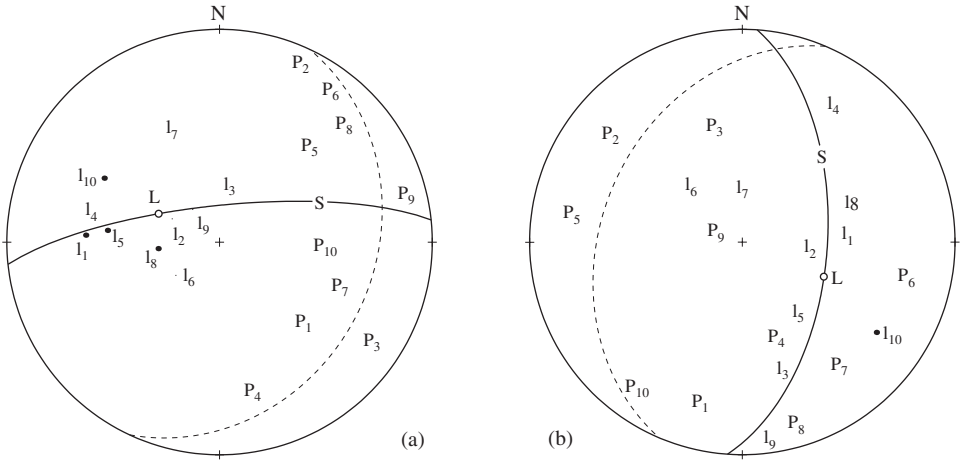 N
P₂
P₆
P₈
l₇
P₅
l₁₀
L
l₃
P₉
l₄
S
l₉
l₅
l₂
l₁
l₈
P₁₀
l₆
P₇
P₁
P₃
P₄
(a)
N
l₄
P₃
P₂
S
l₆
l₇
l8
P₅
P₉
l₁
l₂
L
P₆
l₅
l₁₀
P₄
l₃
P₇
P₁₀
P₁
P₈
l₉
(b)